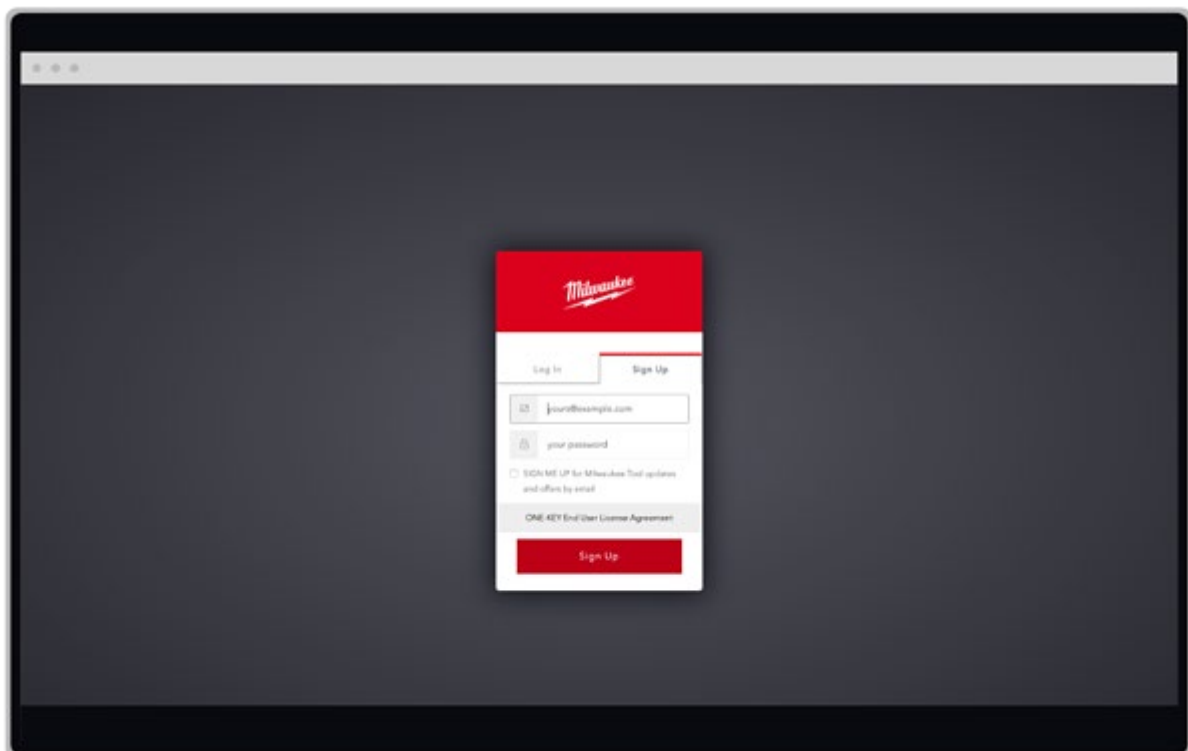 Milwaukee
Log In
Sign Up
yours@example.com
your password
SIGN ME UP for Milwaukee Tool updates
and offers by email
ONE-KEY End User License Agreement
Sign Up